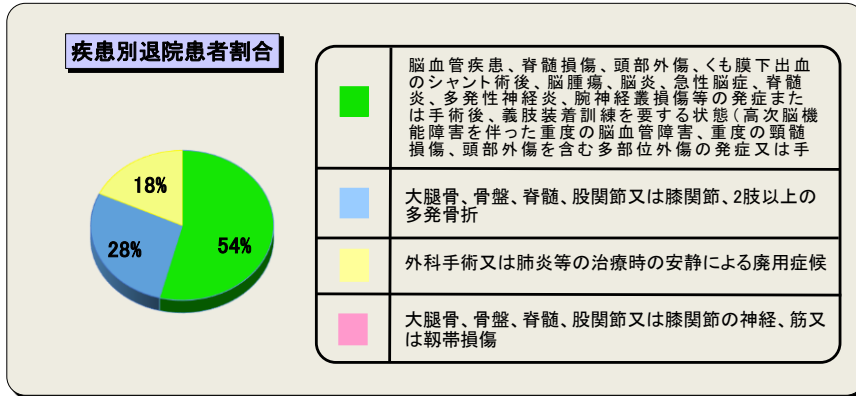 疾患別退院患者割合
18%
28%
54%
脳血管疾患、脊髄損傷、頭部外傷、くも膜下出血
のシャント術後、脳腫瘍、脳炎、急性脳症、脊髄
炎、多発性神経炎、腕神経叢損傷等の発症また
は手術後、義肢装着訓練を要する状態(高次脳機
能障害を伴った重度の脳血管障害、重度の頸髄
損傷、頭部外傷を含む多部位外傷の発症又は手
大腿骨、骨盤、脊髄、股関節又は膝関節、2肢以上の
多発骨折
外科手術又は肺炎等の治療時の安静による廃用症候
大腿骨、骨盤、脊髄、股関節又は膝関節の神経、筋又
は靭帯損傷